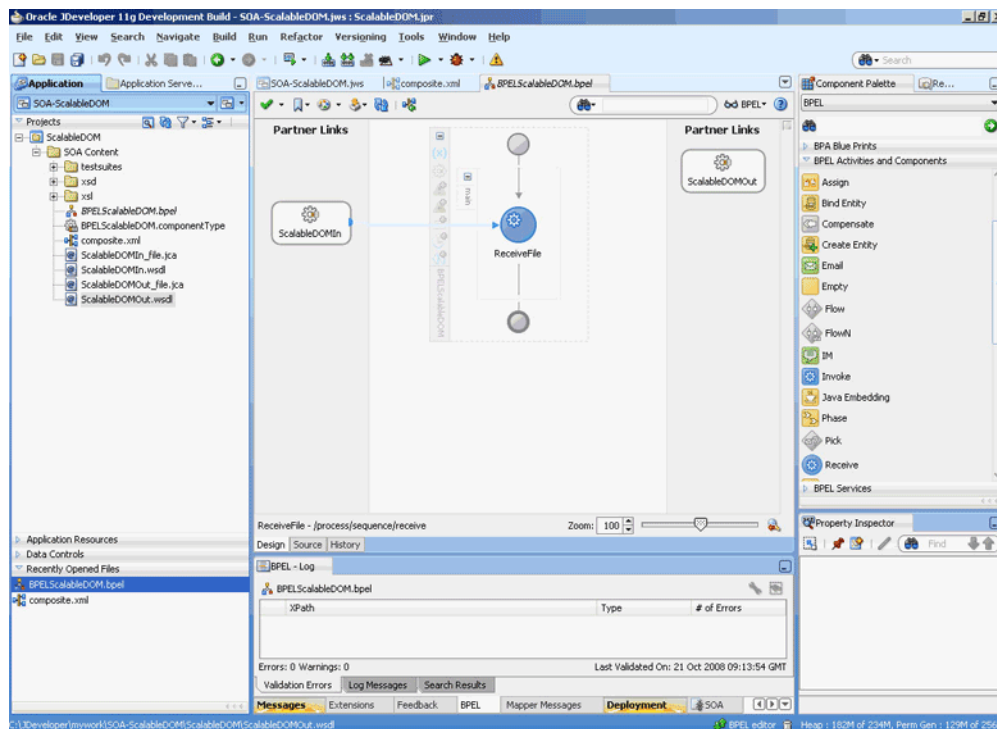 Oracle JDeveloper 11g Development Build - SOA-ScalableDOM.jws : ScalableDOM.jpr
File Edit View Search Navigate Build Run Refactor Versioning Tools Window Help
Search
Application Application Serve...
SOA-ScalableDOM.jws composite.xml BPELScalableDOM.bpel
Component Palette Re...
SOA-ScalableDOM
BPEL
BPEL
Projects
ScalableDOM
SOA Content
testsuites
xsd
xsl
BPELScalableDOM.bpel
BPELScalableDOM.componentType
composite.xml
ScalableDOMIn_file.jca
ScalableDOMIn.wsdl
ScalableDOMOut_file.jca
ScalableDOMOut.wsdl
Application Resources
Data Controls
Recently Opened Files
BPELScalableDOM.bpel
composite.xml
Partner Links
Partner Links
ScalableDOMIn
main
BPELScalableDOM
ReceiveFile
ScalableDOMOut
ReceiveFile - /process/sequence/receive
Zoom: 100
Design Source History
BPEL - Log
BPELScalableDOM.bpel
XPath Type # of Errors
Errors: 0 Warnings: 0
Last Validated On: 21 Oct 2008 09:13:54 GMT
Validation Errors Log Messages Search Results
Messages Extensions Feedback BPEL Mapper Messages Deployment SOA
BPA Blue Prints
BPEL Activities and Components
Assign
Bind Entity
Compensate
Create Entity
Email
Empty
Flow
FlowN
IM
Invoke
Java Embedding
Phase
Pick
Receive
BPEL Services
Property Inspector
Find
C:\JDeveloper\mywork\SOA-ScalableDOM\ScalableDOM\ScalableDOMOut.wsdl
BPEL editor
Heap : 182M of 234M, Perm Gen : 129M of 256